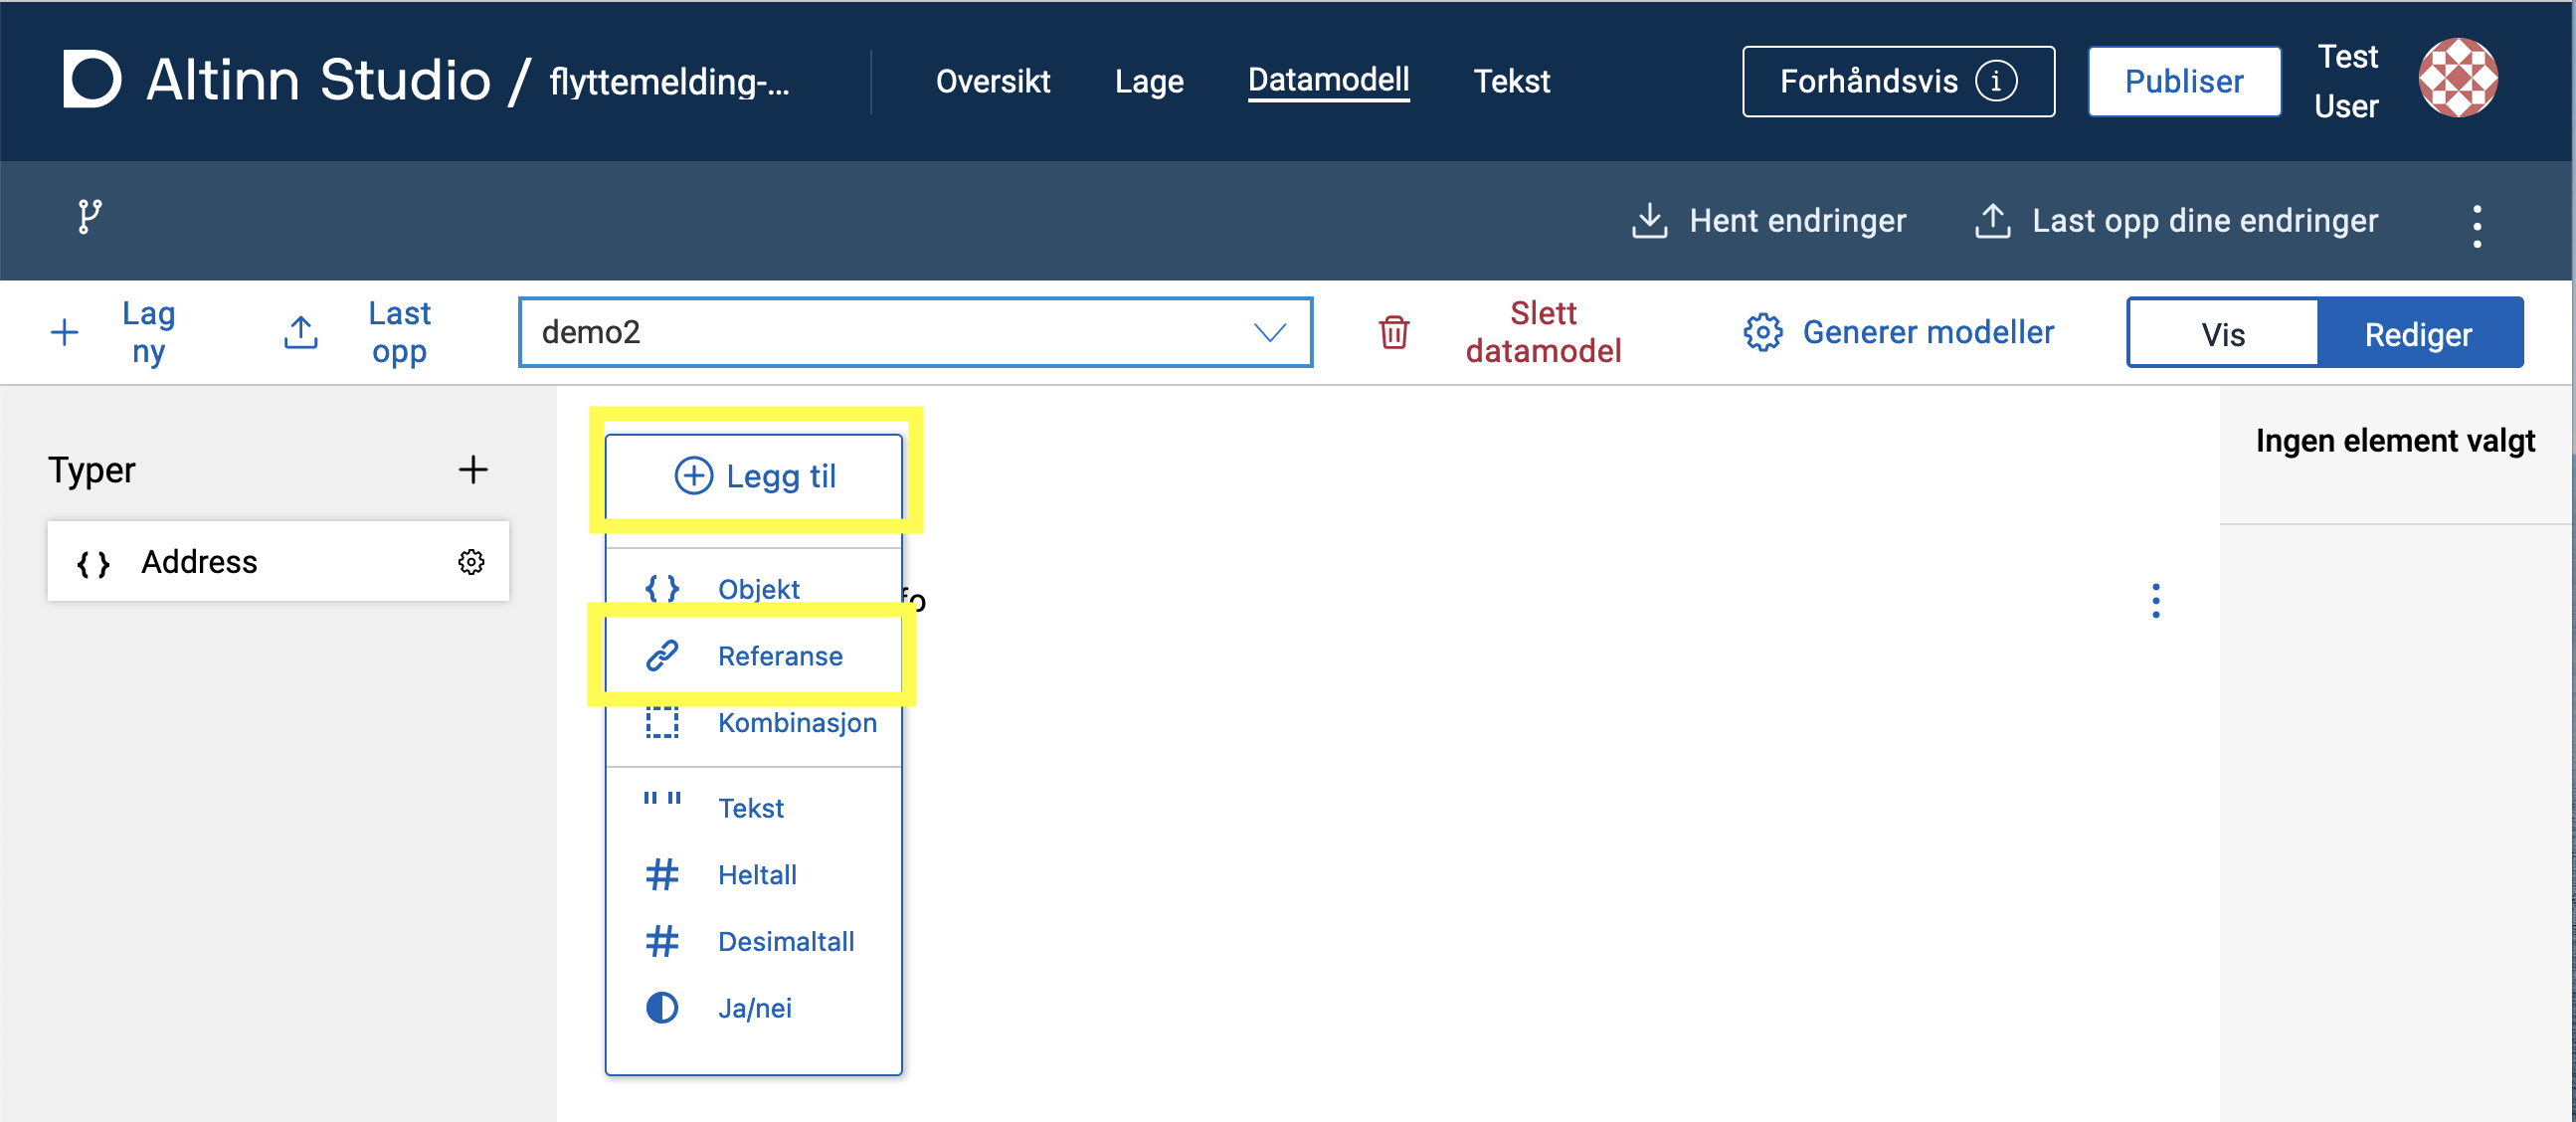 Altinn Studio / flyttemelding-...
Oversikt
Lage
Datamodell
Tekst
Forhåndsvis
Publiser
Test
User
Hent endringer
Last opp dine endringer
Lag
ny
Last
opp
demo2
Slett
datamodel
Generer modeller
Vis
Rediger
Typer
Address
Legg til
Objekt
fo
Referanse
Kombinasjon
Tekst
Heltall
Desimaltall
Ja/nei
Ingen element valgt